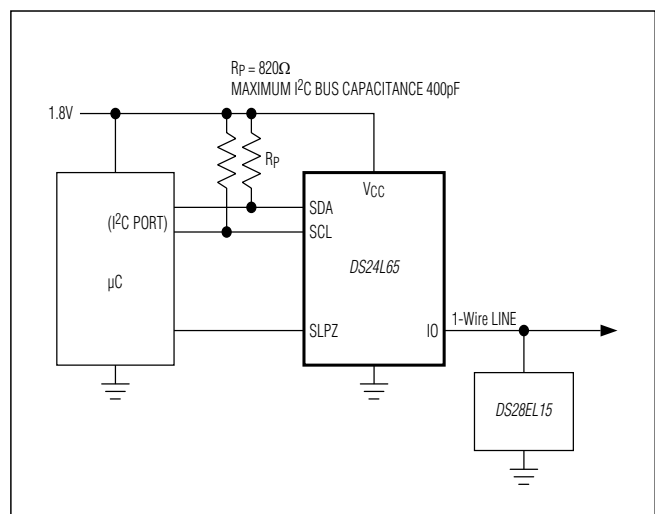 RP = 820Ω
MAXIMUM I²C BUS CAPACITANCE 400pF
1.8V
RP
VCC
(I²C PORT)
SDA
SCL
µC
DS24L65
SLPZ
IO
1-Wire LINE
DS28EL15